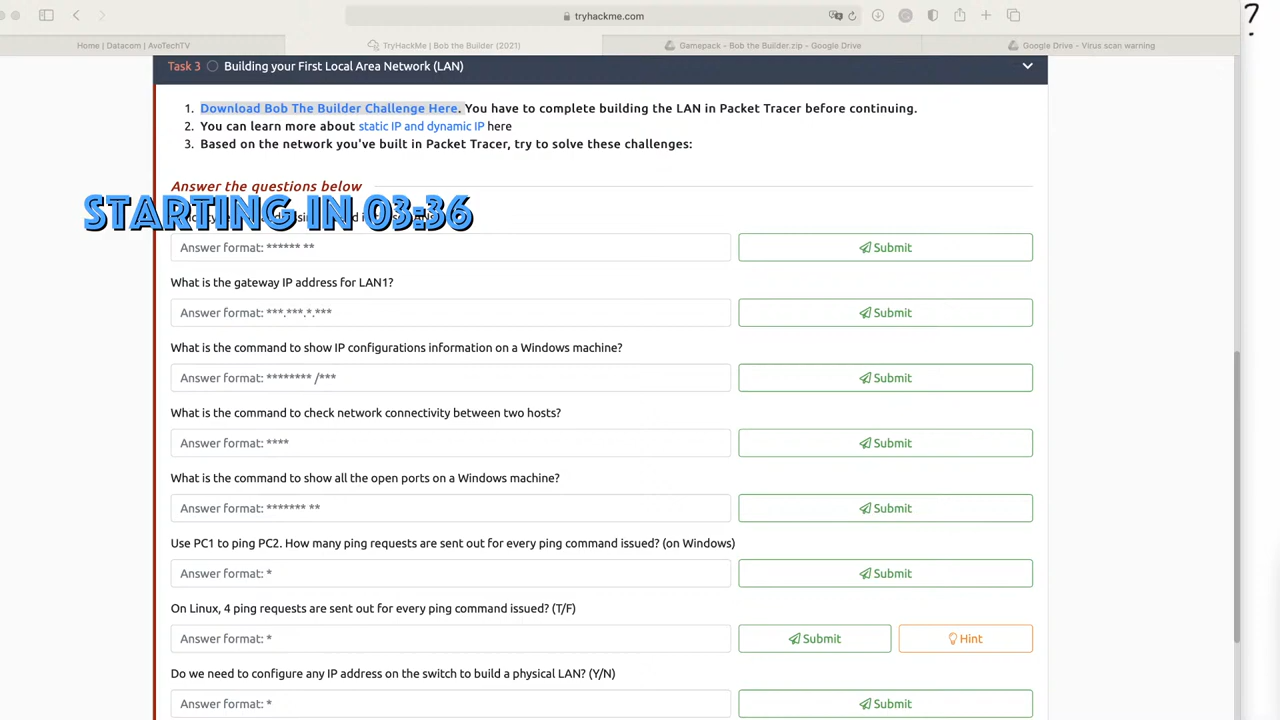 tryhackme.com
?
Home | Datacom | AvoTechTV
TryHackMe | Bob the Builder (2021)
Gamepack - Bob the Builder.zip - Google Drive
Google Drive - Virus scan warning
Task 3 Building your First Local Area Network (LAN)
1. Download Bob The Builder Challenge Here. You have to complete building the LAN in Packet Tracer before continuing.
2. You can learn more about static IP and dynamic IP here
3. Based on the network you've built in Packet Tracer, try to solve these challenges:
Answer the questions below
STARTING IN 03:36
Answer format: ****** **
Submit
What is the gateway IP address for LAN1?
Answer format: ***.***.*.***
Submit
What is the command to show IP configurations information on a Windows machine?
Answer format: ******** /***
Submit
What is the command to check network connectivity between two hosts?
Answer format: ****
Submit
What is the command to show all the open ports on a Windows machine?
Answer format: ******* **
Submit
Use PC1 to ping PC2. How many ping requests are sent out for every ping command issued? (on Windows)
Answer format: *
Submit
On Linux, 4 ping requests are sent out for every ping command issued? (T/F)
Answer format: *
Submit
Hint
Do we need to configure any IP address on the switch to build a physical LAN? (Y/N)
Answer format: *
Submit